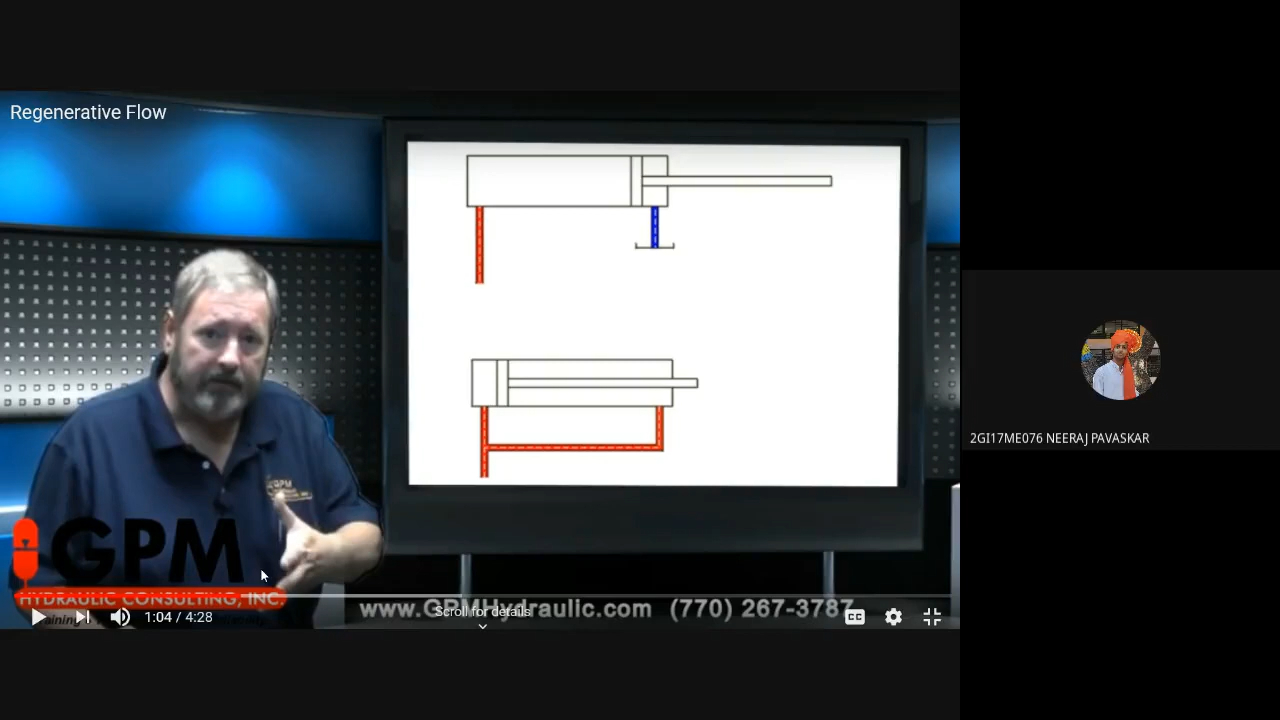 Regenerative Flow
GPM
GPM
HYDRAULIC CONSULTING, INC.
www.GPMHydraulic.com (770) 267-3787
Scroll for details
1:04 / 4:28
CC
2GI17ME076 NEERAJ PAVASKAR